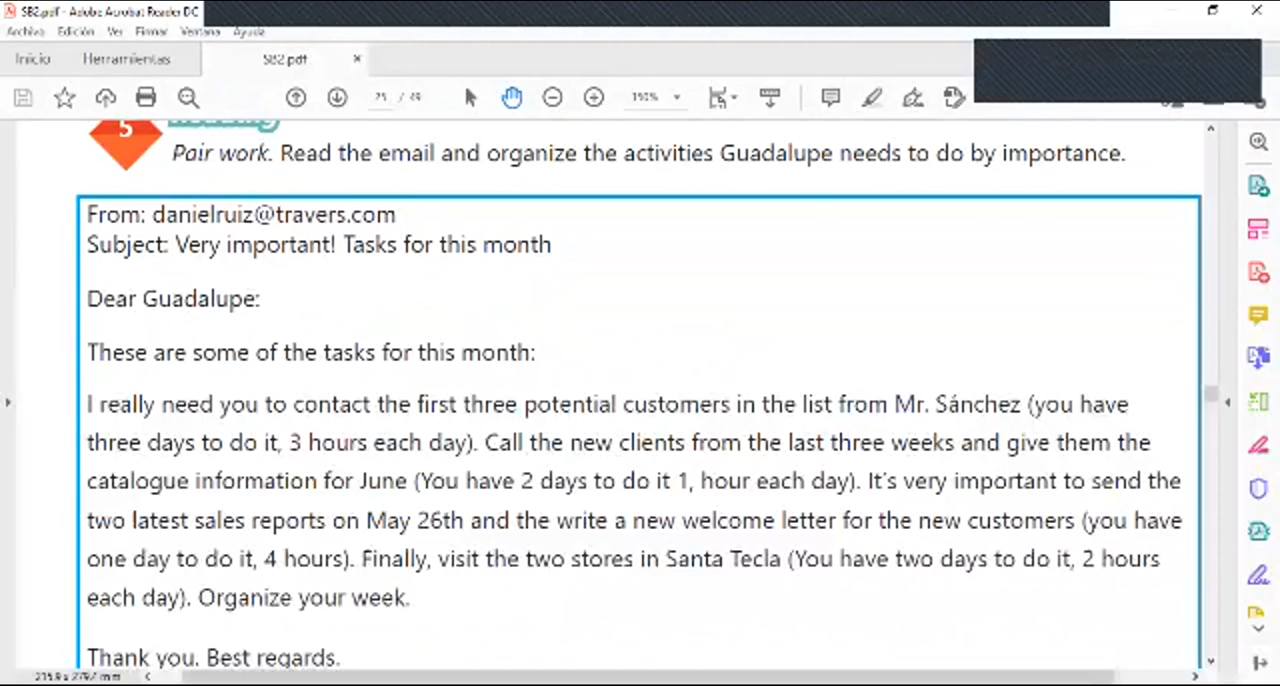 SB2.pdf - Adobe Acrobat Reader DC
Archivo Edición Ver Firmar Ventana Ayuda
Inicio Herramientas SB2.pdf ×
25 / 49 150%
5
Pair work. Read the email and organize the activities Guadalupe needs to do by importance.
From: danielruiz@travers.com
Subject: Very important! Tasks for this month
Dear Guadalupe:
These are some of the tasks for this month:
I really need you to contact the first three potential customers in the list from Mr. Sánchez (you have
three days to do it, 3 hours each day). Call the new clients from the last three weeks and give them the
catalogue information for June (You have 2 days to do it 1, hour each day). It's very important to send the
two latest sales reports on May 26th and the write a new welcome letter for the new customers (you have
one day to do it, 4 hours). Finally, visit the two stores in Santa Tecla (You have two days to do it, 2 hours
each day). Organize your week.
Thank you. Best regards.
215.9 x 279.4 mm